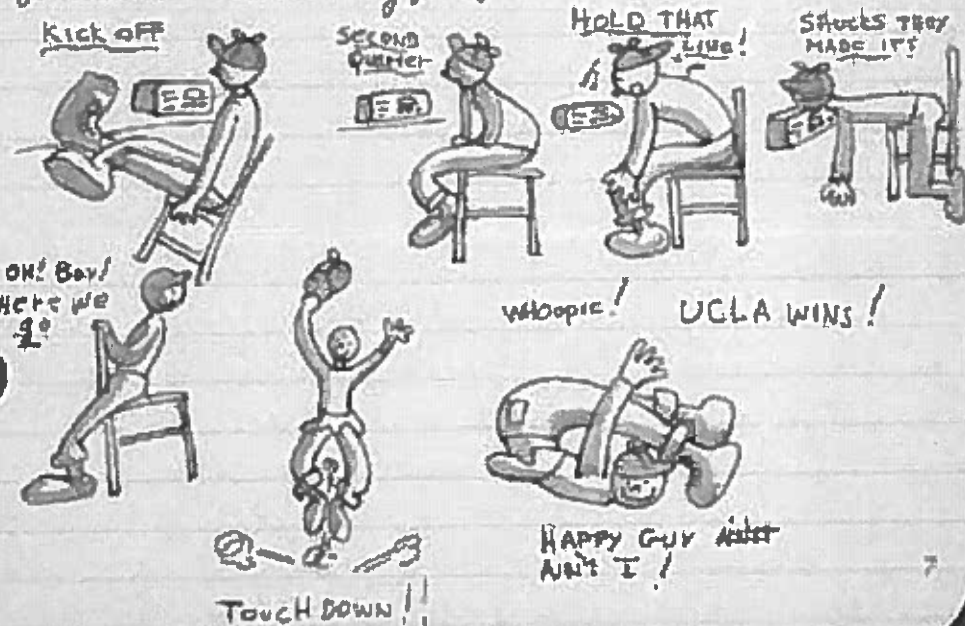 KICK OFF
SECOND
QUARTER
HOLD THAT
LINE!
SHUCKS THEY
MADE IT!
OH! BOY!
HERE WE
GO
TOUCH DOWN!!
WHOOPIE!
UCLA WINS!
HAPPY GUY
AIN'T I!